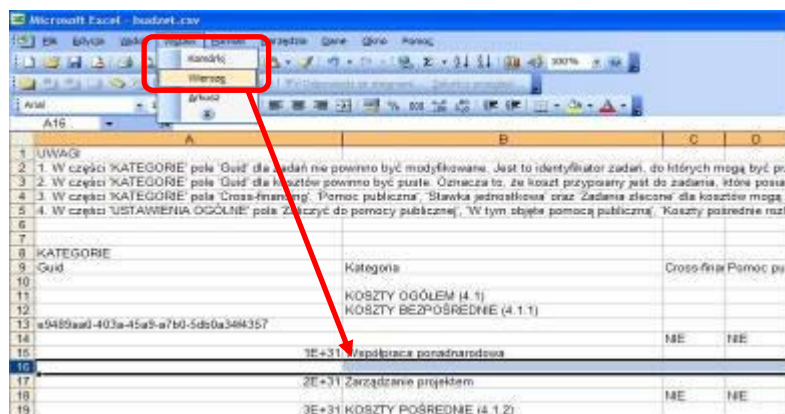 Microsoft Excel - budzet.csv
Plik Edycja Widok Wstaw Format Narzędzia Dane Okno Pomoc
Komórki
Wiersze
Arkusz
100%
Arial
A16
A B C D
1 UWAGI
2 1. W części 'KATEGORIE' pole 'Guid' dla zadań nie powinno być modyfikowane. Jest to identyfikator zadań, do których mogą być pr
3 2. W części 'KATEGORIE' pole 'Guid' dla kosztów powinno być puste. Oznacza to, że koszt przypisany jest do zadania, które posia
4 3. W części 'KATEGORIE' pola 'Cross-financing', 'Pomoc publiczna', 'Stawka jednostkowa' oraz Zadania zlecone' dla kosztów mogą
5 4. W części 'USTAWIENIA OGÓLNE' pola 'Zaliczyć do pomocy publicznej', 'W tym objęte pomocą publiczną', 'Koszty pośrednie rozl
6
7
8 KATEGORIE
9 Guid Kategoria Cross-finar Pomoc pu
10
11 KOSZTY OGÓŁEM (4.1)
12 KOSZTY BEZPOŚREDNIE (4.1.1)
13 a9489aa0-403a-45a9-a7b0-5db0a34f4357
14 NIE NIE
15 1E+31 Współpraca ponadnarodowa
16
17 2E+31 Zarządzanie projektem
18 NIE NIE
19 3E+31 KOSZTY POŚREDNIE (4.1.2)